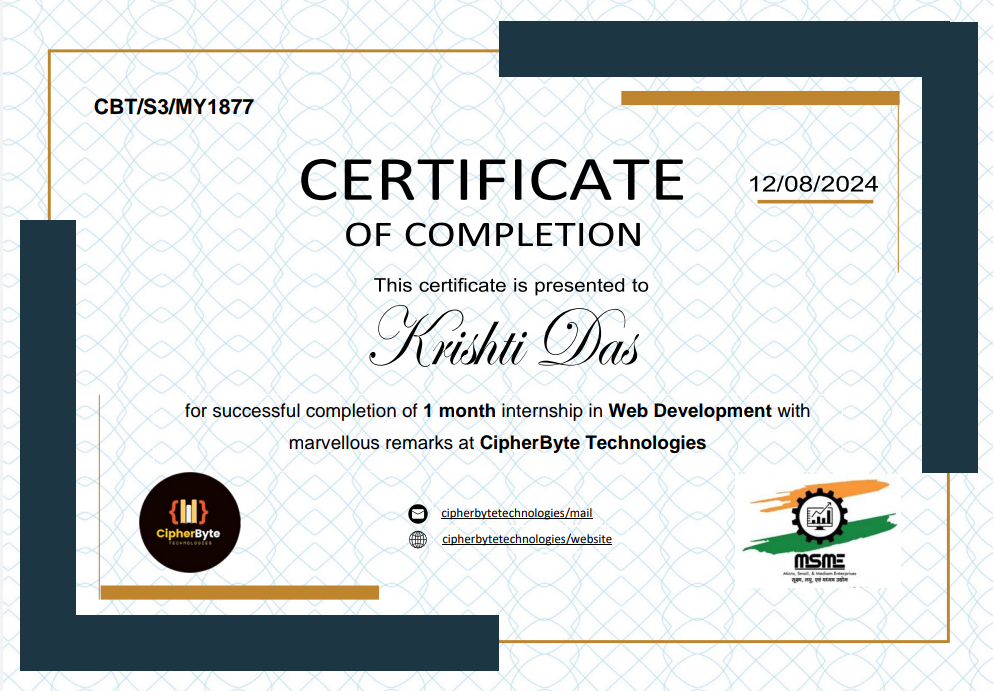 CBT/S3/MY1877
CERTIFICATE
12/08/2024
OF COMPLETION
This certificate is presented to
Krishti Das
for successful completion of 1 month internship in Web Development with
marvellous remarks at CipherByte Technologies
{}
CipherByte
TECHNOLOGIES
cipherbytetechnologies/mail
cipherbytetechnologies/website
MSME
Micro, Small, & Medium Enterprises
सूक्ष्म, लघु, एवं मध्यम उद्योग